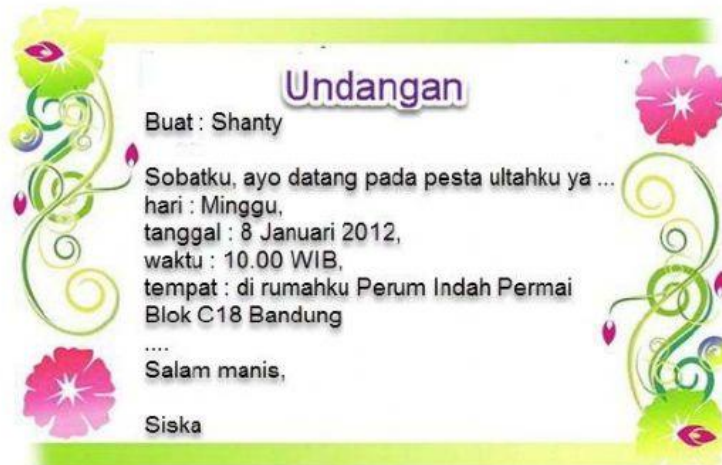 Undangan
Buat : Shanty
Sobatku, ayo datang pada pesta ultahku ya ...
hari : Minggu,
tanggal : 8 Januari 2012,
waktu : 10.00 WIB,
tempat : di rumahku Perum Indah Permai
Blok C18 Bandung
....
Salam manis,
Siska